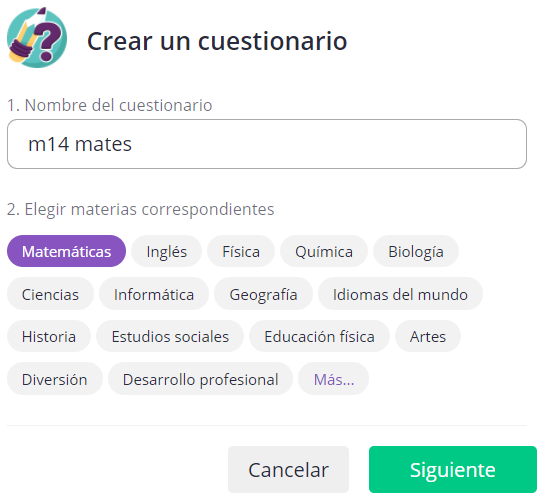 Crear un cuestionario
1. Nombre del cuestionario
m14 mates
2. Elegir materias correspondientes
Matemáticas Inglés Física Química Biología
Ciencias Informática Geografía Idiomas del mundo
Historia Estudios sociales Educación física Artes
Diversión Desarrollo profesional Más...
Cancelar Siguiente